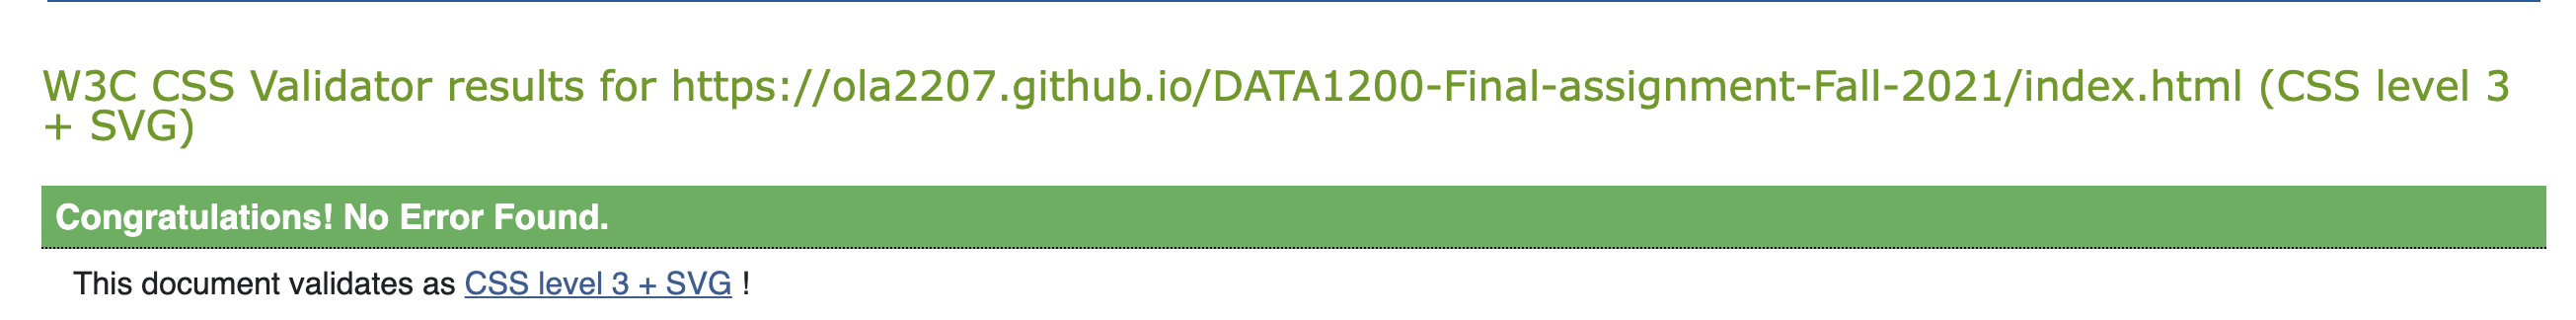 W3C CSS Validator results for https://ola2207.github.io/DATA1200-Final-assignment-Fall-2021/index.html (CSS level 3
+ SVG)
Congratulations! No Error Found.
This document validates as CSS level 3 + SVG !